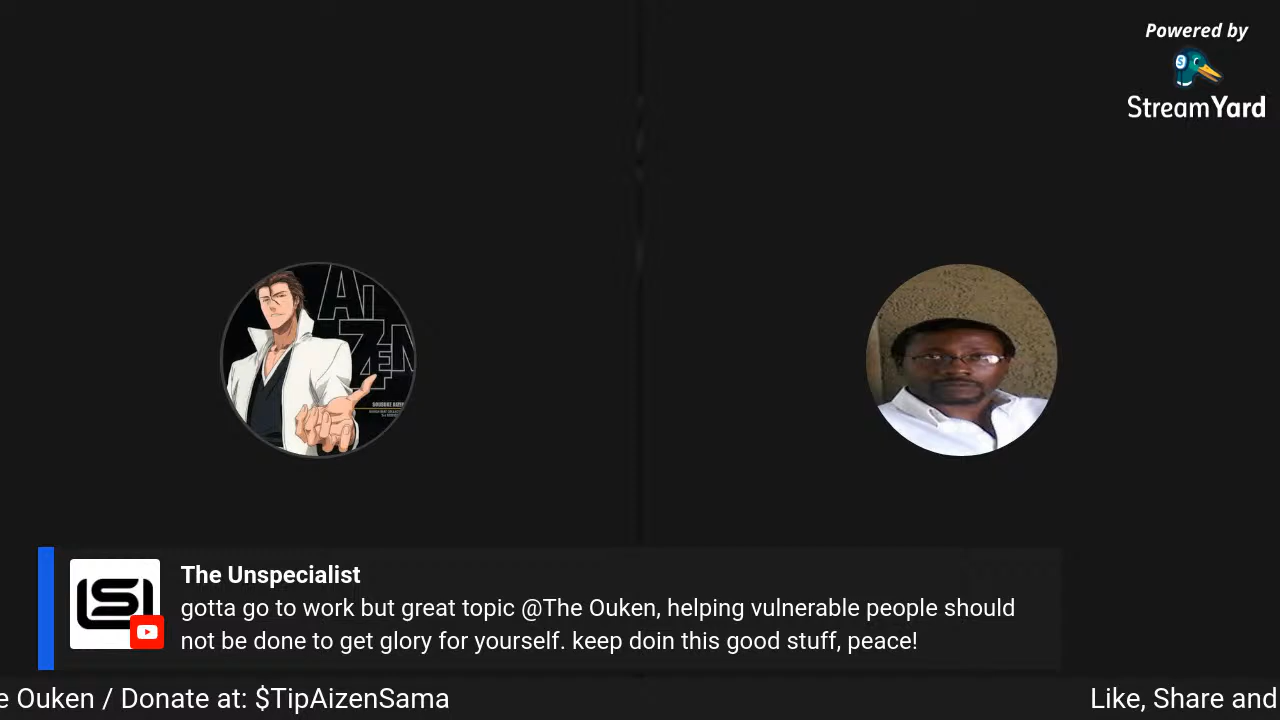 Powered by
StreamYard
AiZEN
The Unspecialist
gotta go to work but great topic @The Ouken, helping vulnerable people should
not be done to get glory for yourself. keep doin this good stuff, peace!
e Ouken / Donate at: $TipAizenSama
Like, Share and